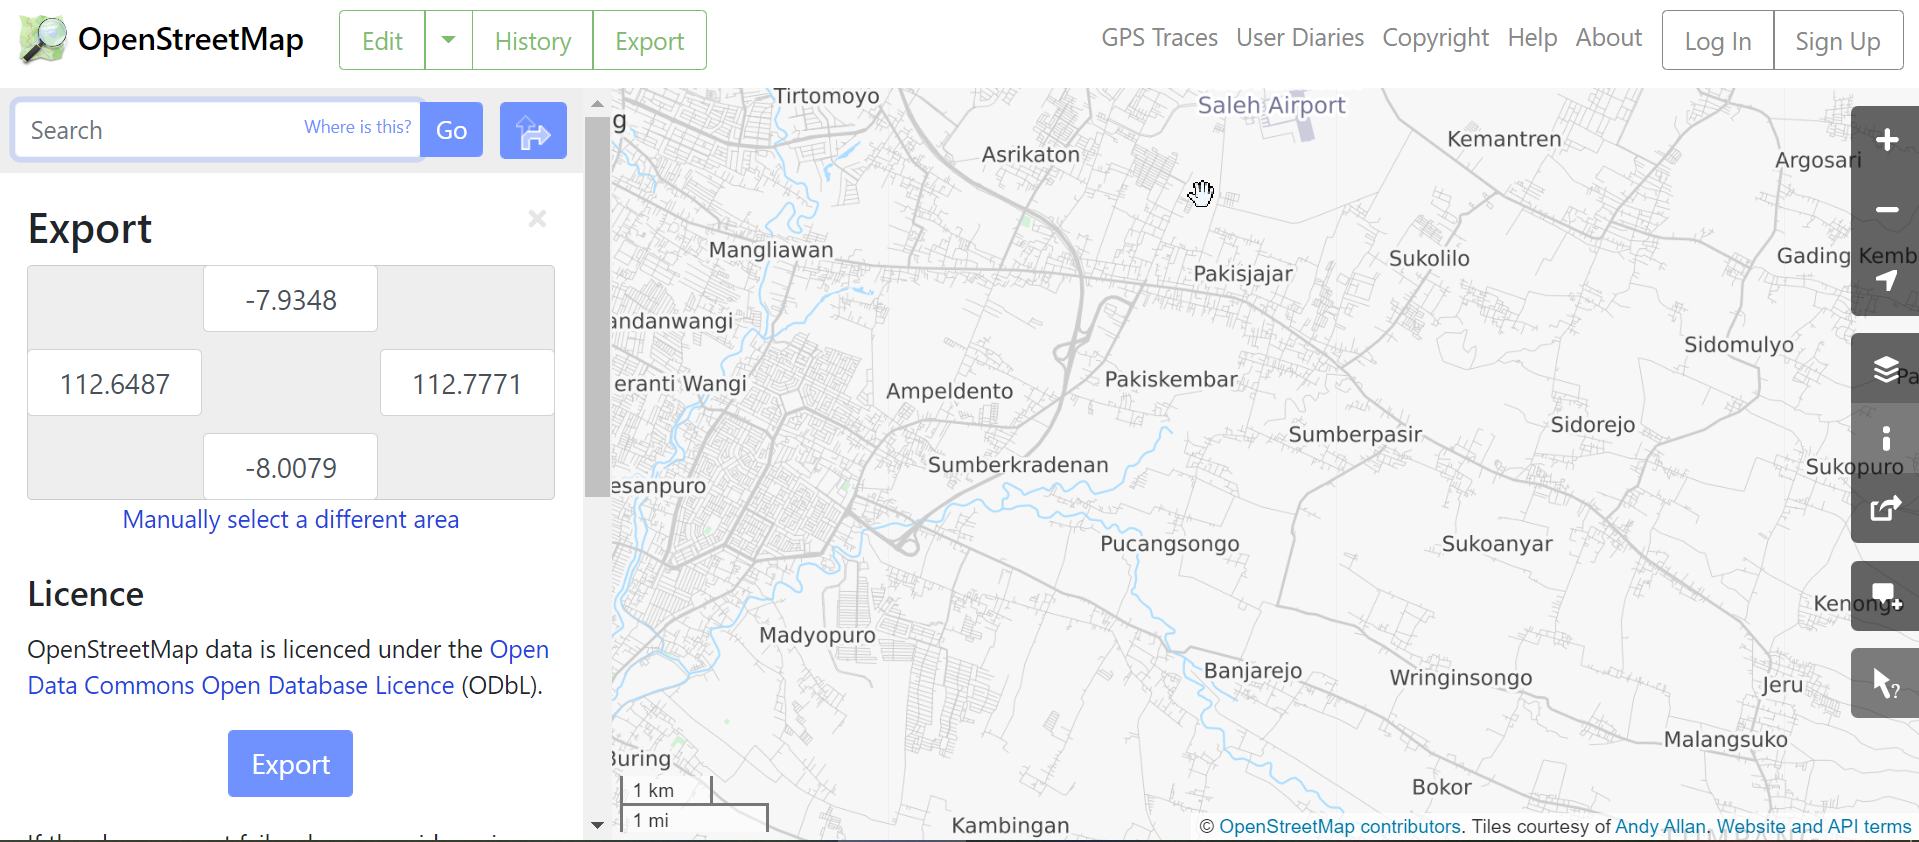 OpenStreetMap
Edit
History
Export
GPS Traces
User Diaries
Copyright
Help
About
Log In
Sign Up
Search
Where is this?
Go
Export
-7.9348
112.6487
112.7771
-8.0079
Manually select a different area
Licence
OpenStreetMap data is licenced under the Open
Data Commons Open Database Licence (ODbL).
Export
Tirtomoyo
Saleh Airport
g
Asrikaton
Kemantren
Argosari
Mangliawan
Pakisjajar
Sukolilo
Gading Kemb
andanwangi
Sidomulyo
eranti Wangi
Ampeldento
Pakiskembar
Pa
Sumberpasir
Sidorejo
Sumberkradenan
Sukopuro
esanpuro
Pucangsongo
Sukoanyar
Kenongo
Madyopuro
Banjarejo
Wringinsongo
Jeru
Malangsuko
Buring
Bokor
1 km
1 mi
Kambingan
© OpenStreetMap contributors. Tiles courtesy of Andy Allan. Website and API terms